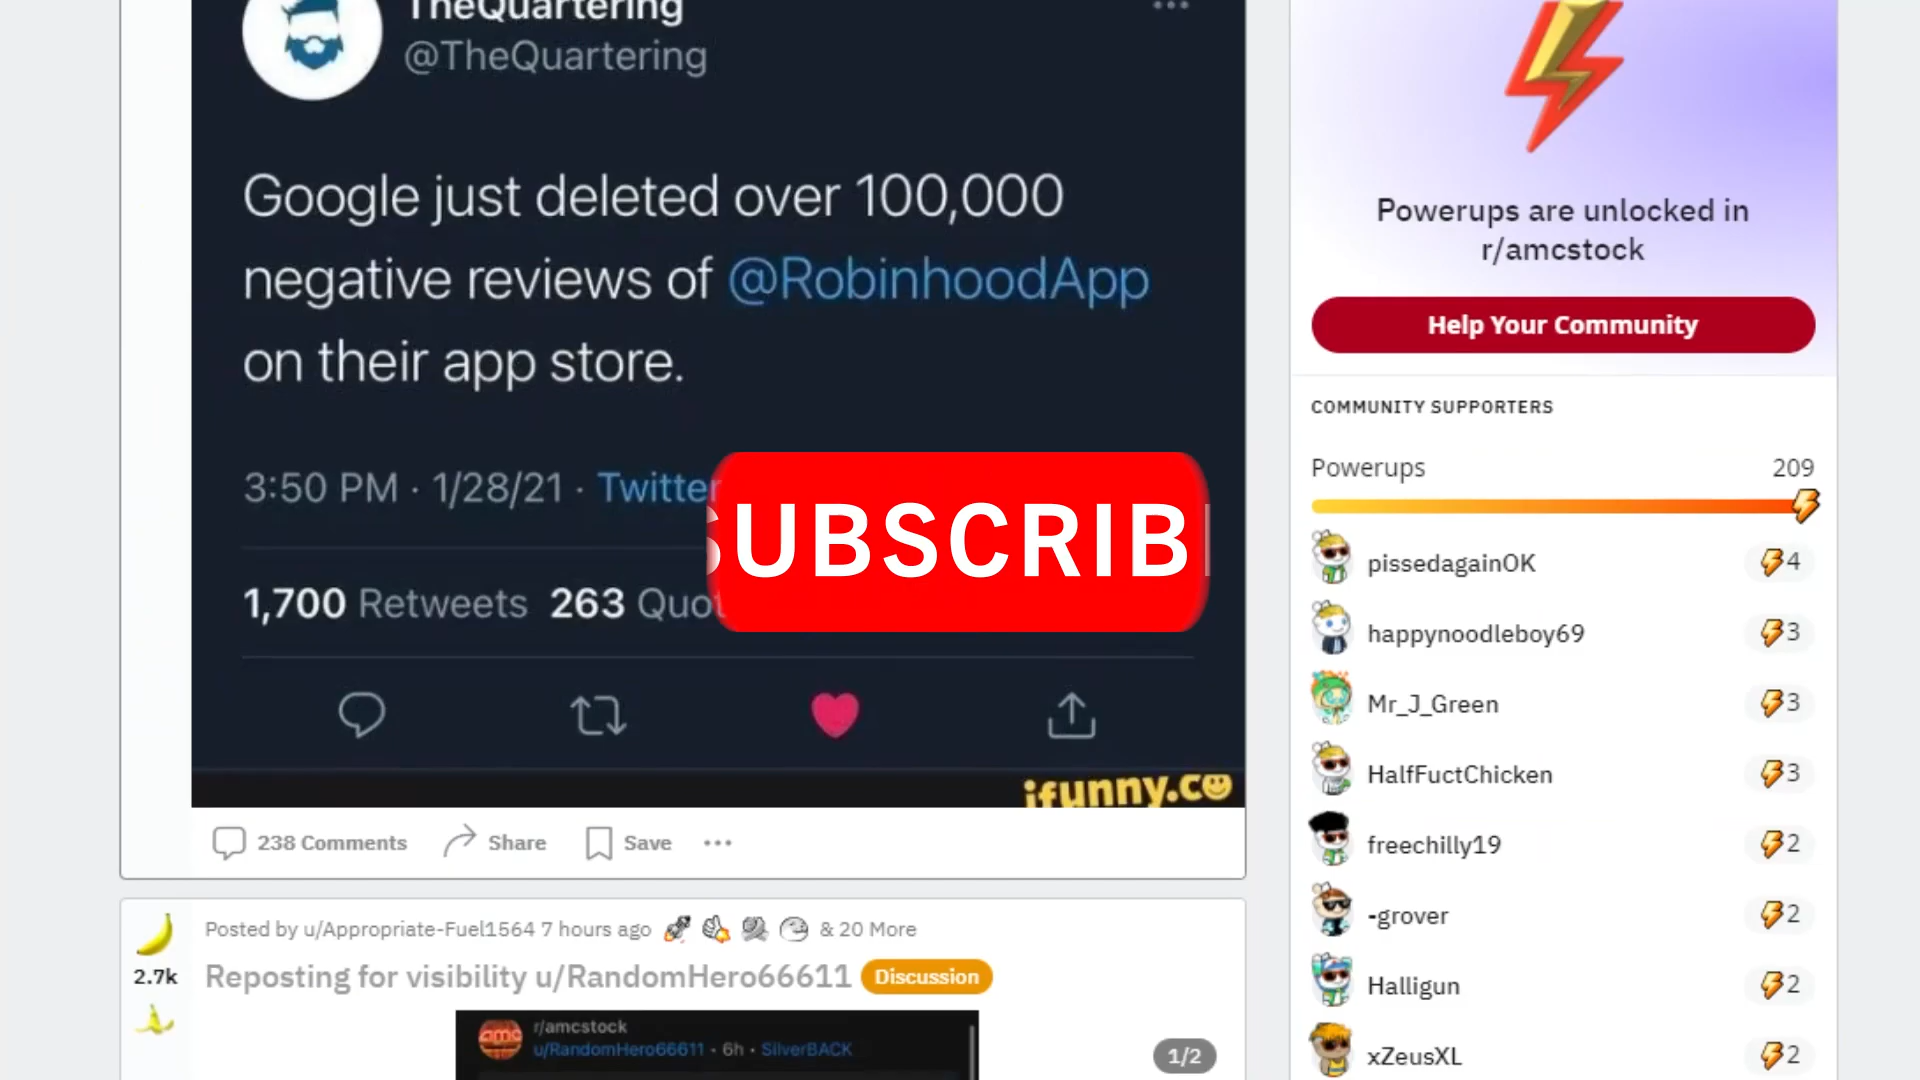 TheQuartering
@TheQuartering
Google just deleted over 100,000
negative reviews of @RobinhoodApp
on their app store.
3:50 PM · 1/28/21 · Twitter
SUBSCRIB
1,700 Retweets 263 Quot
ifunny.co
238 Comments Share Save
Posted by u/Appropriate-Fuel1564 7 hours ago & 20 More
2.7k
Reposting for visibility u/RandomHero66611 Discussion
amc
r/amcstock
u/RandomHero66611 • 6h • SilverBACK
1/2
Powerups are unlocked in
r/amcstock
Help Your Community
COMMUNITY SUPPORTERS
Powerups 209
pissedagainOK 4
happynoodleboy69 3
Mr_J_Green 3
HalfFuctChicken 3
freechilly19 2
-grover 2
Halligun 2
xZeusXL 2